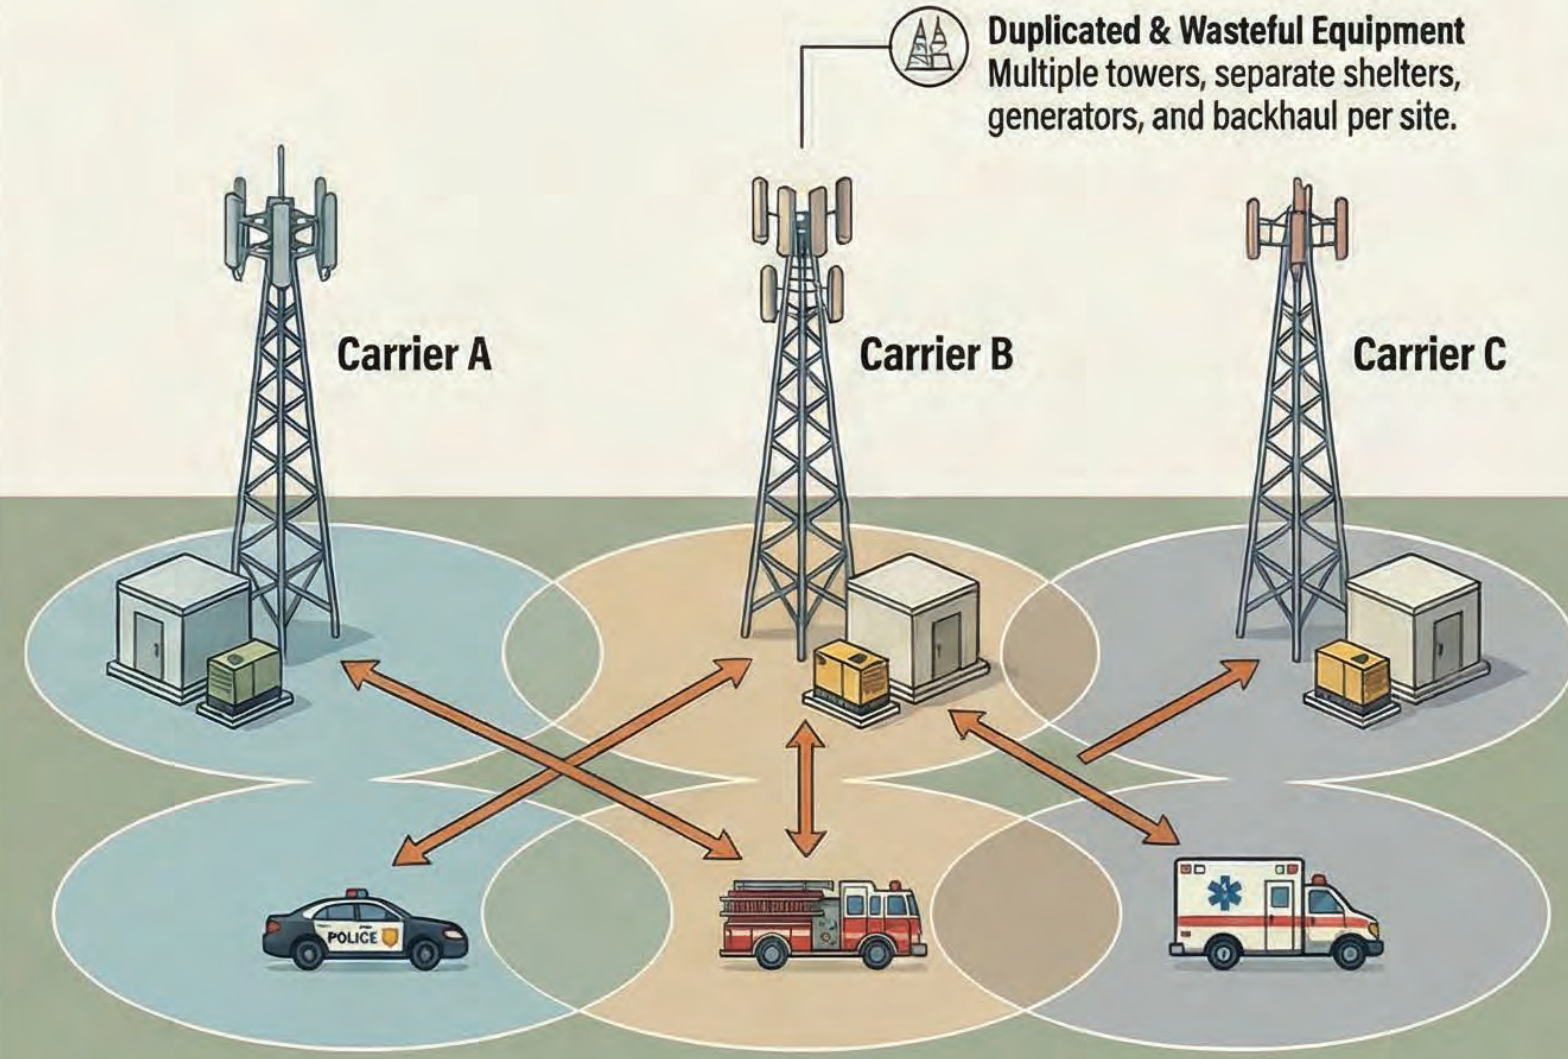 Duplicated & Wasteful Equipment
Multiple towers, separate shelters,
generators, and backhaul per site.
Carrier A
Carrier B
Carrier C
POLICE